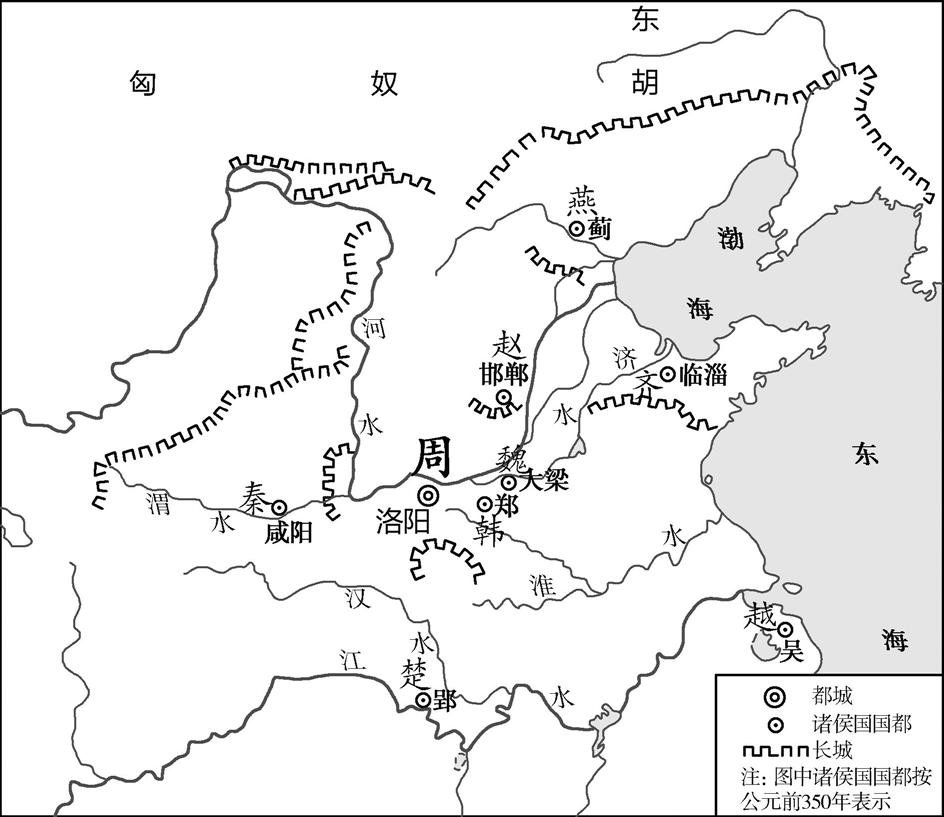 东
胡
匈
奴
燕
蓟
渤
海
河
水
赵
邯郸
济
水
文
临淄
周
洛阳
魏
大梁
郑
韩
东
海
渭
水
秦
咸阳
淮
水
汉
水
江
水
楚
郢
越
吴
都城
诸侯国国都
长城
注：图中诸侯国国都按
公元前350年表示